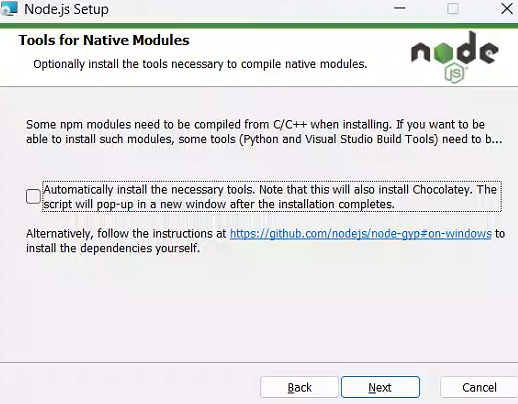 Node.js Setup
Tools for Native Modules
Optionally install the tools necessary to compile native modules.
node
JS
Some npm modules need to be compiled from C/C++ when installing. If you want to be
able to install such modules, some tools (Python and Visual Studio Build Tools) need to b...
Automatically install the necessary tools. Note that this will also install Chocolatey. The
script will pop-up in a new window after the installation completes.
Alternatively, follow the instructions at https://github.com/nodejs/node-gyp#on-windows to
install the dependencies yourself.
Back
Next
Cancel